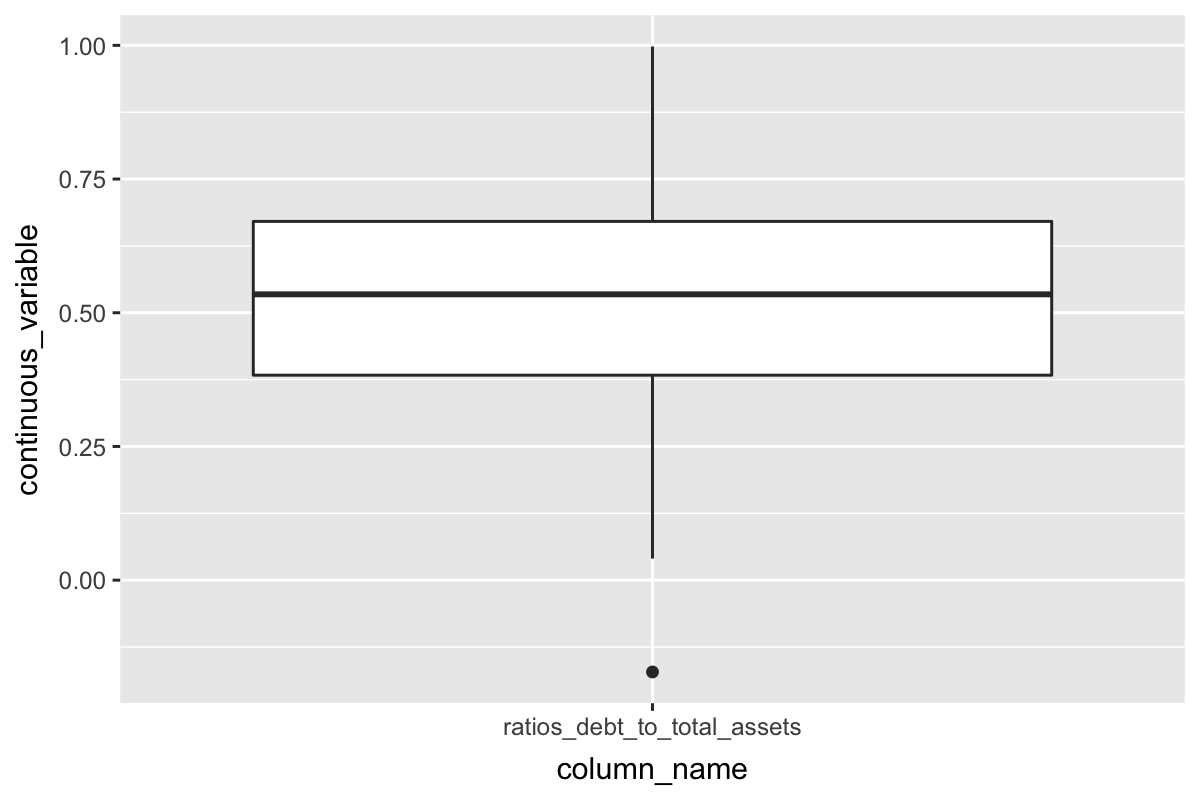 continuous_variable
1.00
0.75
0.50
0.25
0.00
ratios_debt_to_total_assets
column_name